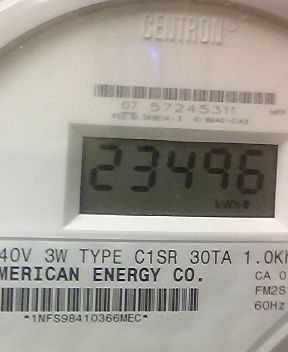 CENTRON
07 57245311
23496
kWh
40V 3W TYPE C1SR 30TA 1.0Kh
MERICAN ENERGY CO.
CA 0
FM2S
60Hz
*1NFS98410366MEC*